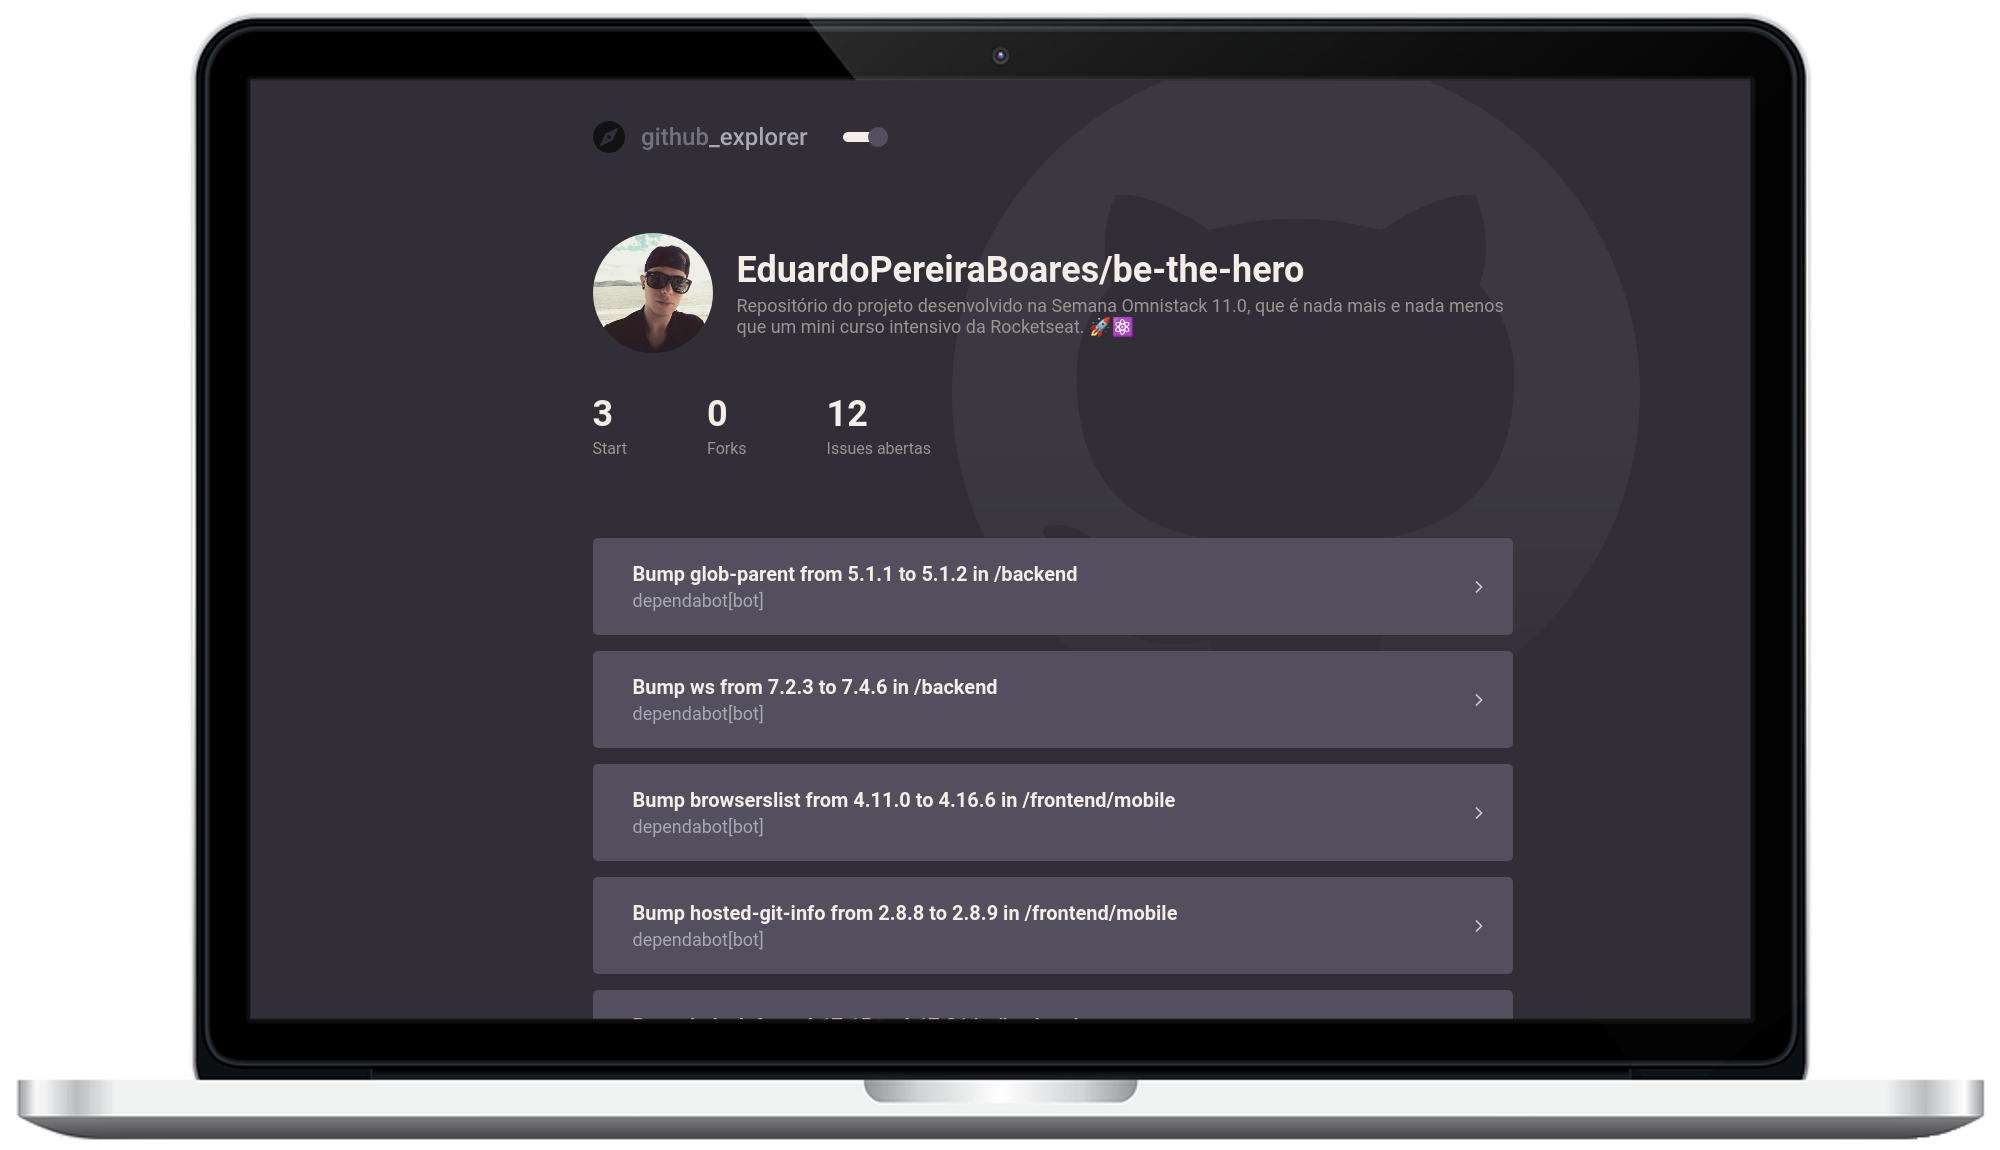 github_explorer
EduardoPereiraBoares/be-the-hero
Repositório do projeto desenvolvido na Semana Omnistack 11.0, que é nada mais e nada menos
que um mini curso intensivo da Rocketseat. 🚀⚛️
3 0 12
Start Forks Issues abertas
Bump glob-parent from 5.1.1 to 5.1.2 in /backend
dependabot[bot]
Bump ws from 7.2.3 to 7.4.6 in /backend
dependabot[bot]
Bump browserslist from 4.11.0 to 4.16.6 in /frontend/mobile
dependabot[bot]
Bump hosted-git-info from 2.8.8 to 2.8.9 in /frontend/mobile
dependabot[bot]